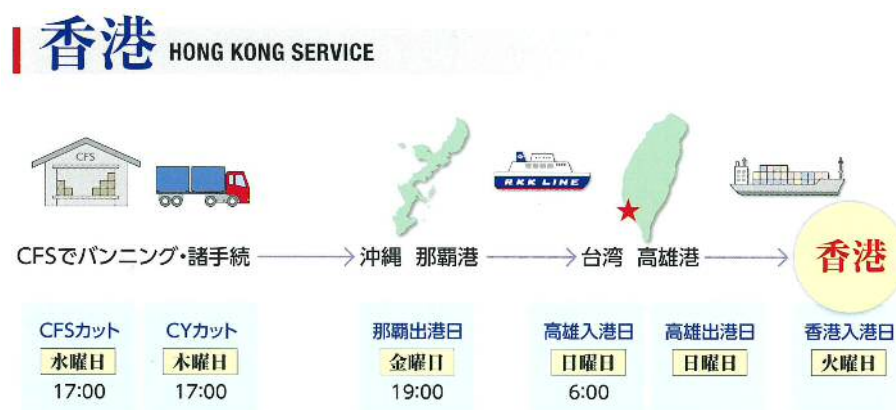 香港 HONG KONG SERVICE
CFS
RKK LINE
CFSでバンニング・諸手続
沖縄 那覇港
台湾 高雄港
香港
CFSカット
水曜日
17:00
CYカット
木曜日
17:00
那覇出港日
金曜日
19:00
高雄入港日
日曜日
6:00
高雄出港日
日曜日
香港入港日
火曜日